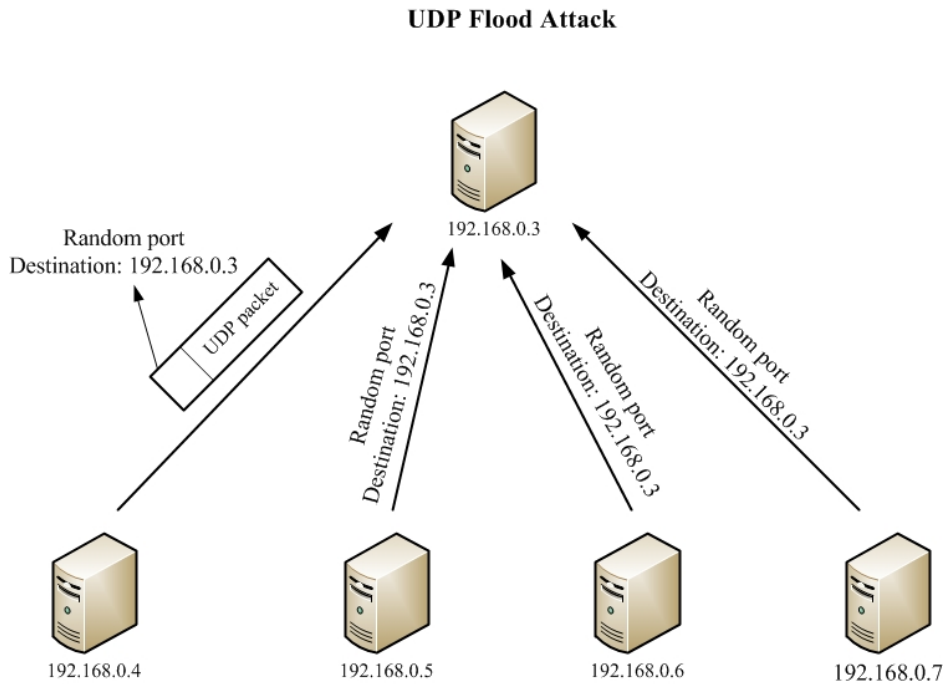 UDP Flood Attack
192.168.0.3
Random port
Destination: 192.168.0.3
UDP packet
Random port
Destination: 192.168.0.3
Random port
Destination: 192.168.0.3
Random port
Destination: 192.168.0.3
192.168.0.4
192.168.0.5
192.168.0.6
192.168.0.7